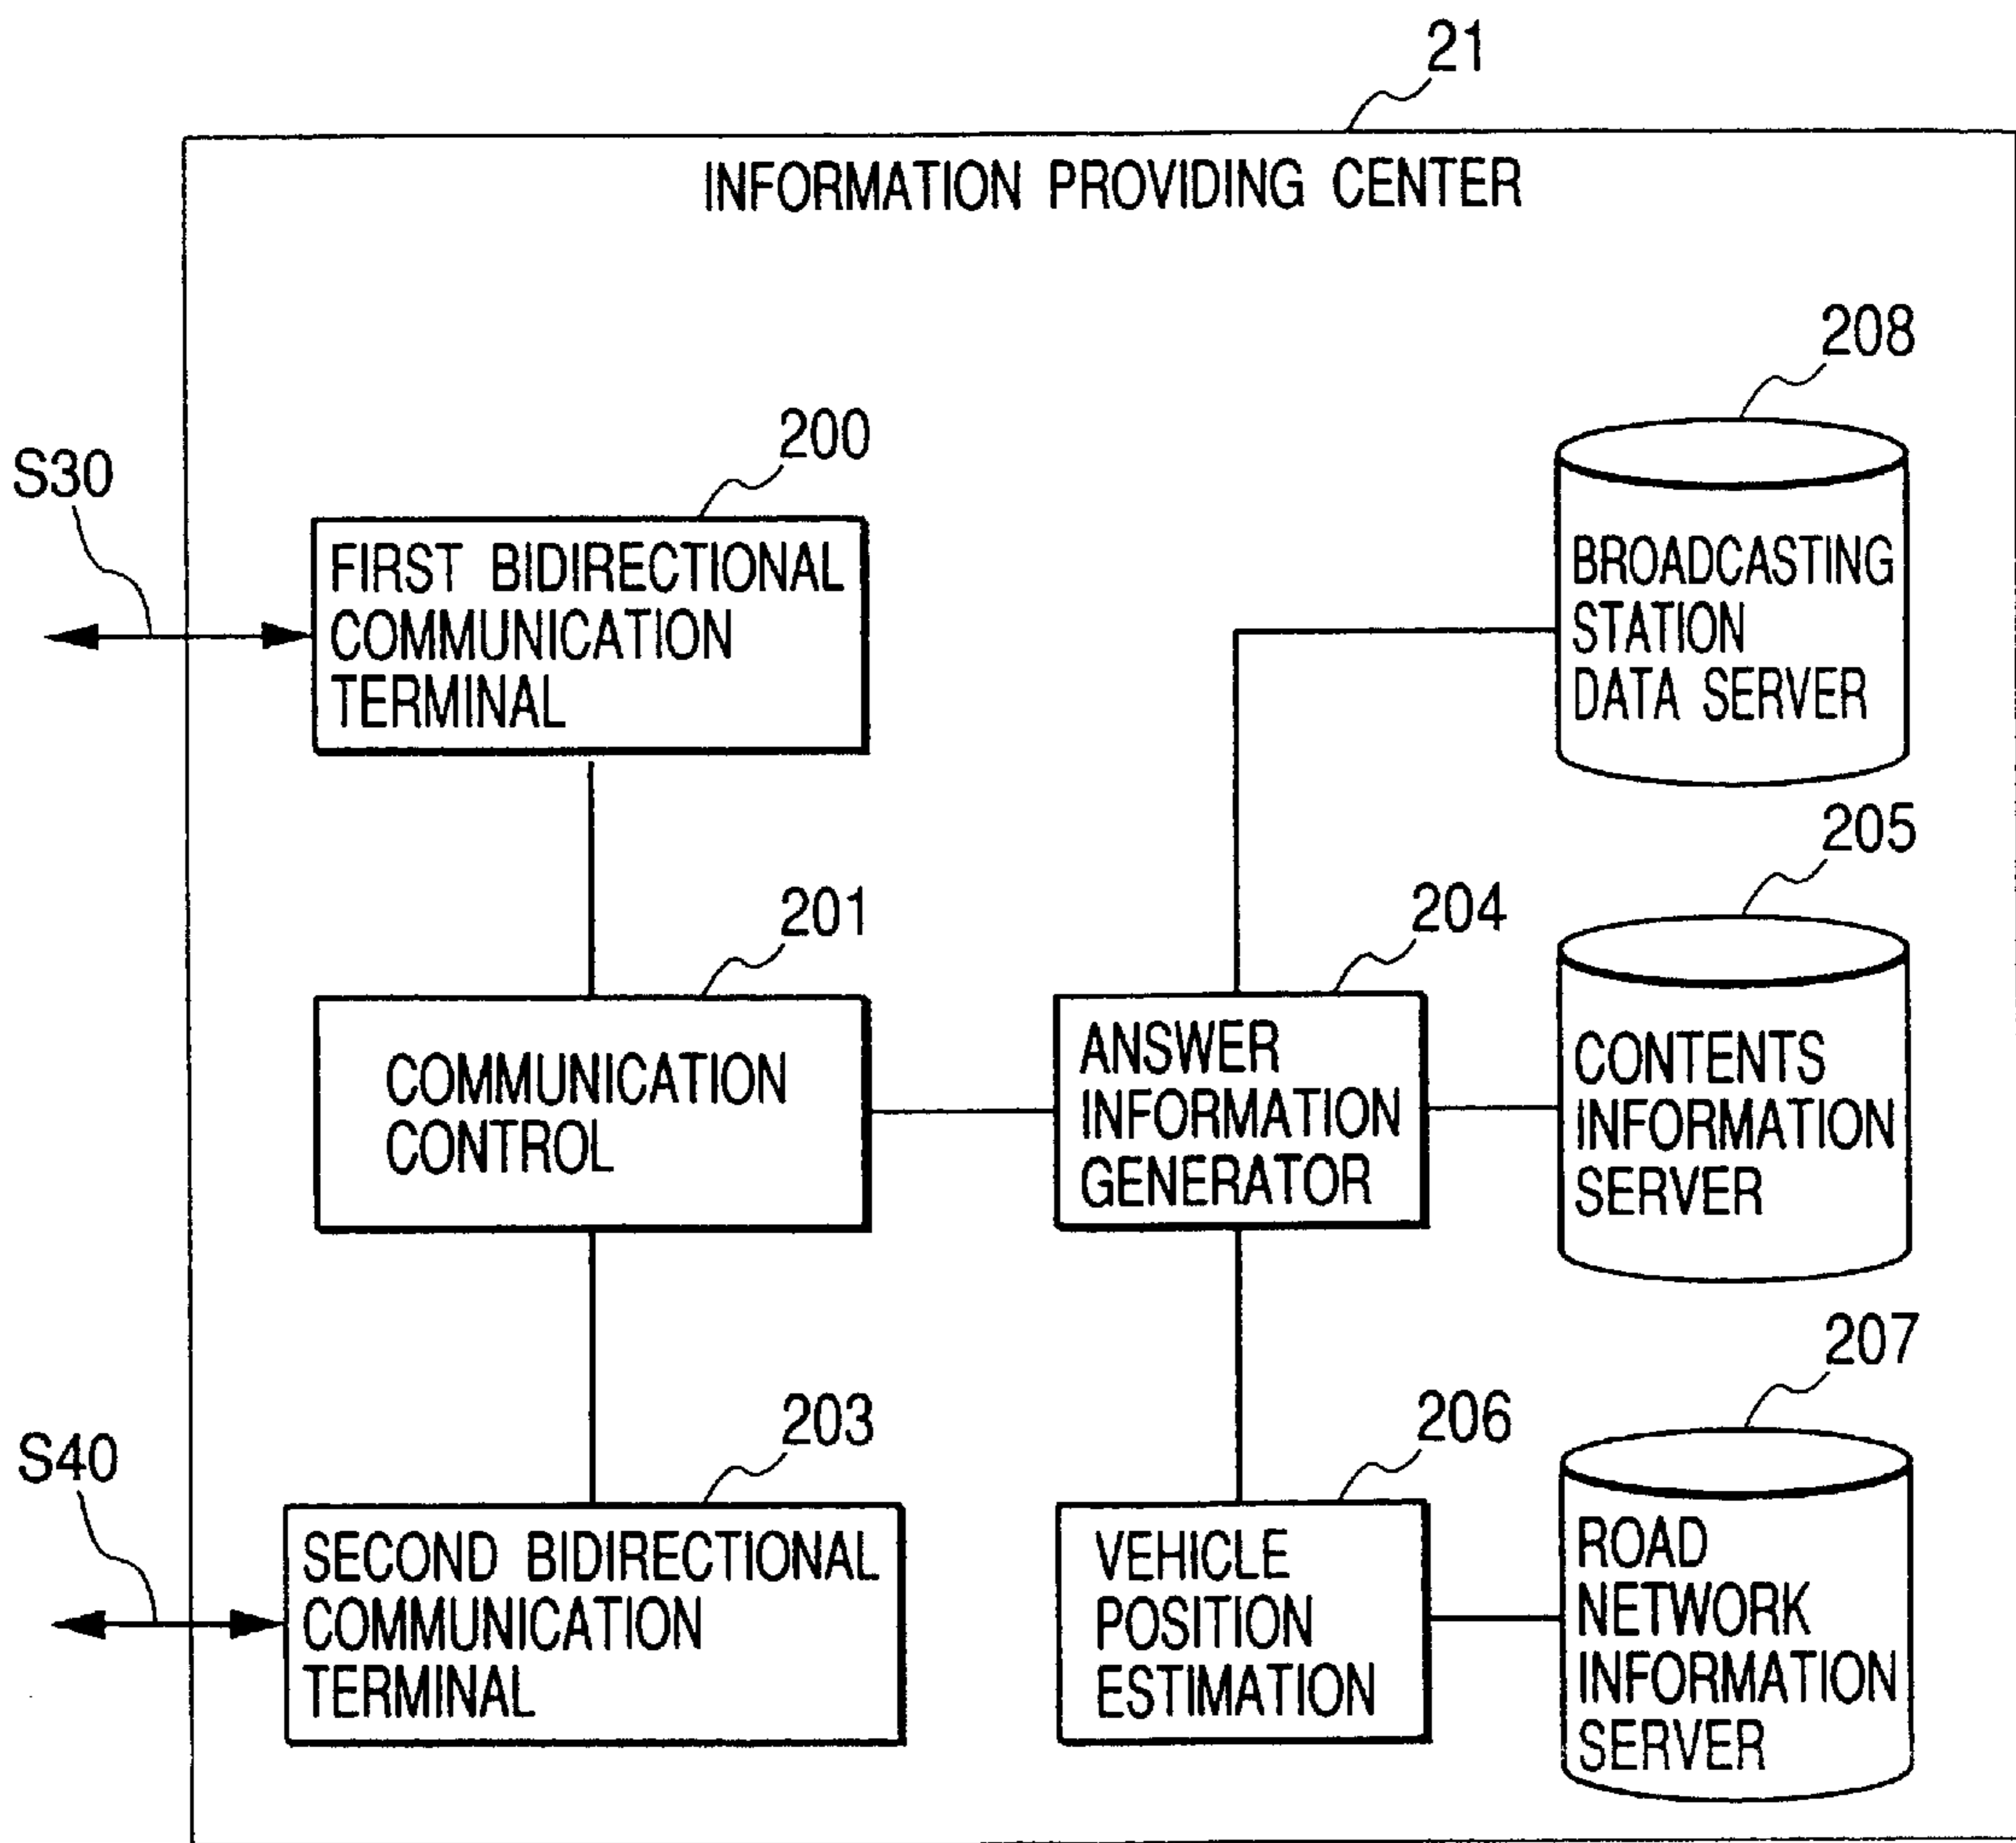 21
INFORMATION PROVIDING CENTER
208
BROADCASTING
STATION
DATA SERVER
S30
200
FIRST BIDIRECTIONAL
COMMUNICATION
TERMINAL
205
CONTENTS
INFORMATION
SERVER
201
COMMUNICATION
CONTROL
204
ANSWER
INFORMATION
GENERATOR
207
ROAD
NETWORK
INFORMATION
SERVER
S40
203
SECOND BIDIRECTIONAL
COMMUNICATION
TERMINAL
206
VEHICLE
POSITION
ESTIMATION